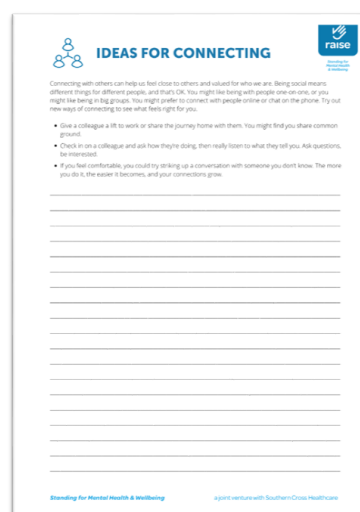 IDEAS FOR CONNECTING
raise
Standing for
Mental Health
& Wellbeing
Connecting with others can help us feel close to others and valued for who we are. Being social means
different things for different people, and that's OK. You might like being with people one-on-one, or you
might like being in big groups. You might prefer to connect with people online or chat on the phone. Try out
new ways of connecting to see what feels right for you.
• Give a colleague a lift to work or share the journey home with them. You might find you share common
ground.
• Check in on a colleague and ask how they're doing, then really listen to what they tell you. Ask questions,
be interested.
• If you feel comfortable, you could try striking up a conversation with someone you don't know. The more
you do it, the easier it becomes, and your connections grow.
Standing for Mental Health & Wellbeing
a joint venture with Southern Cross Healthcare